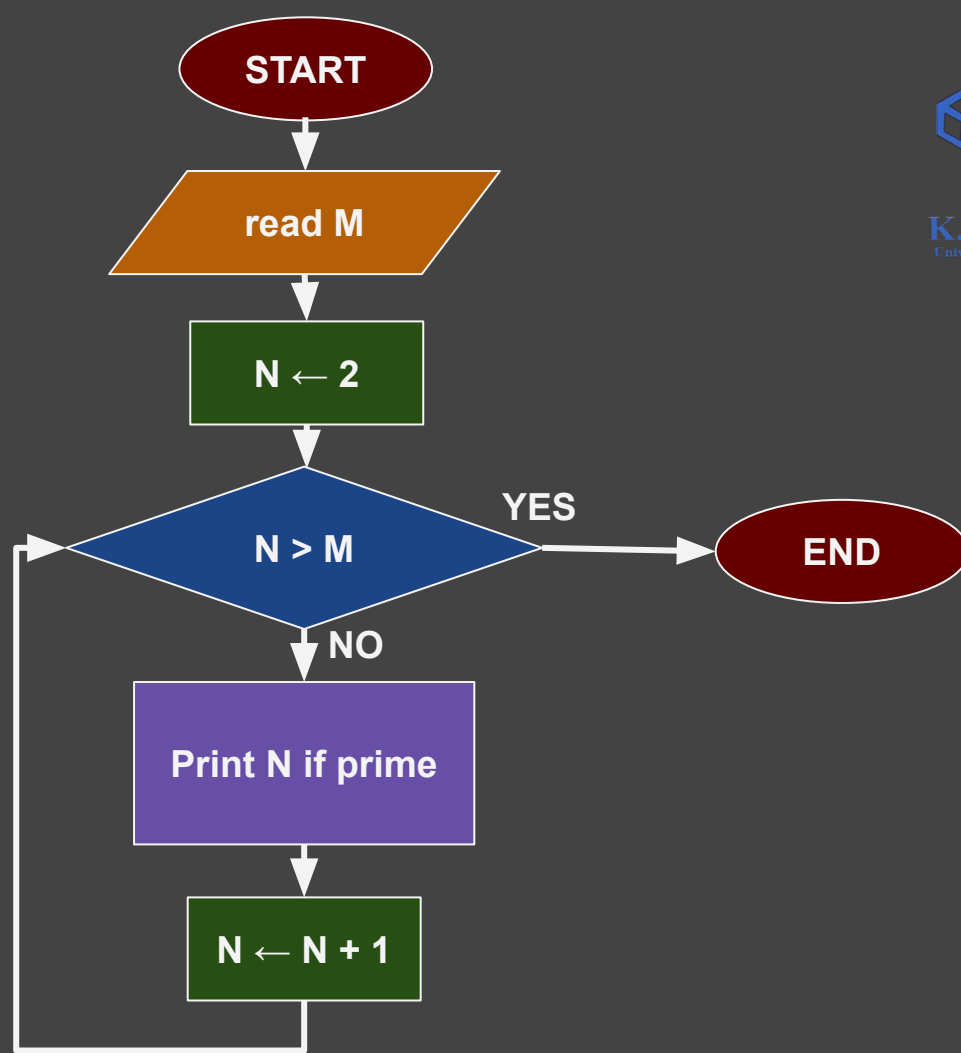 START
read M
N ← 2
N > M
YES
END
NO
Print N if prime
N ← N + 1